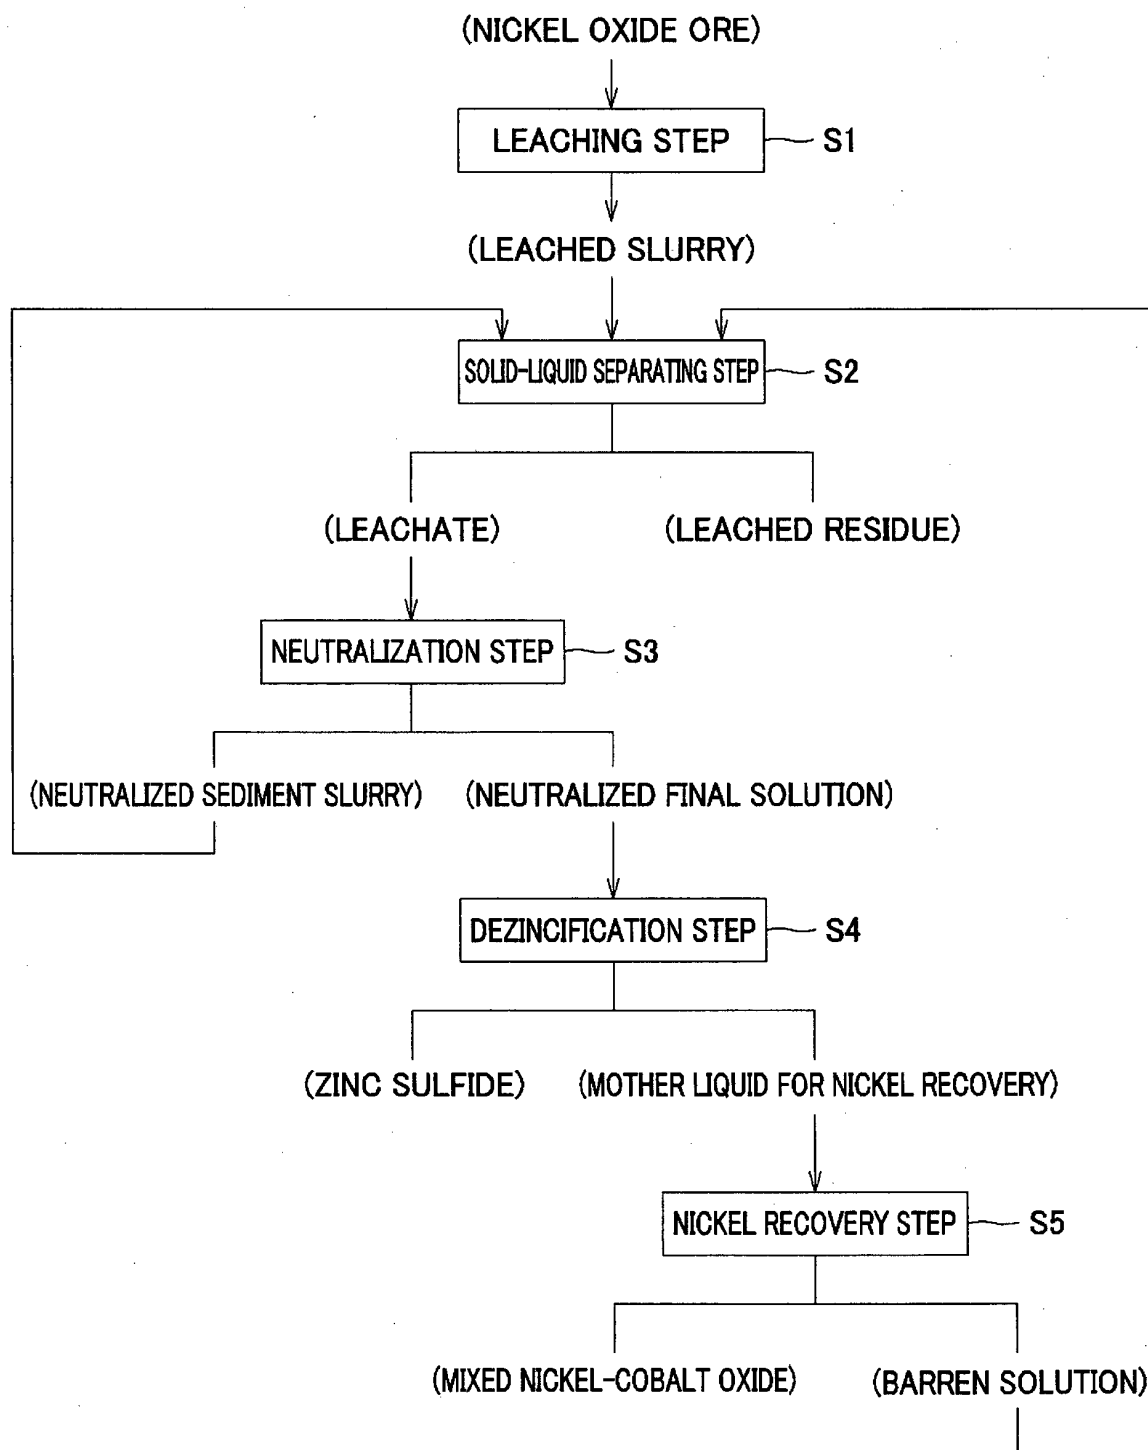 (NICKEL OXIDE ORE)
LEACHING STEP S1
(LEACHED SLURRY)
SOLID-LIQUID SEPARATING STEP S2
(LEACHATE) (LEACHED RESIDUE)
NEUTRALIZATION STEP S3
(NEUTRALIZED SEDIMENT SLURRY) (NEUTRALIZED FINAL SOLUTION)
DEZINCIFICATION STEP S4
(ZINC SULFIDE) (MOTHER LIQUID FOR NICKEL RECOVERY)
NICKEL RECOVERY STEP S5
(MIXED NICKEL-COBALT OXIDE) (BARREN SOLUTION)